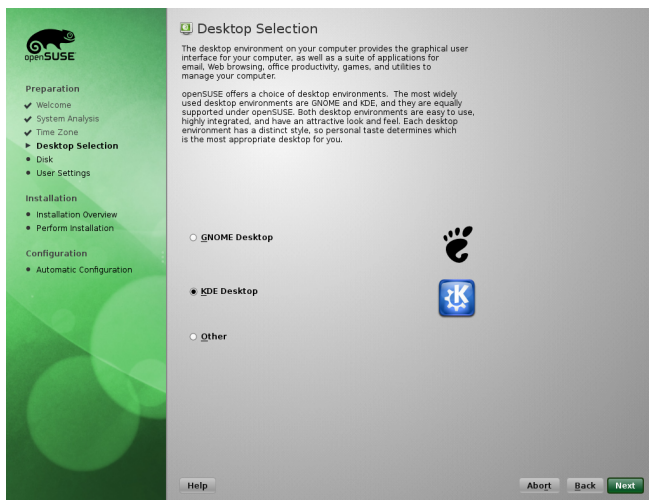 openSUSE
Preparation
Welcome
System Analysis
Time Zone
Desktop Selection
Disk
User Settings
Installation
Installation Overview
Perform Installation
Configuration
Automatic Configuration
Desktop Selection
The desktop environment on your computer provides the graphical user
interface for your computer, as well as a suite of applications for
email, Web browsing, office productivity, games, and utilities to
manage your computer.
openSUSE offers a choice of desktop environments. The most widely
used desktop environments are GNOME and KDE, and they are equally
supported under openSUSE. Both desktop environments are easy to use,
highly integrated, and have an attractive look and feel. Each desktop
environment has a distinct style, so personal taste determines which
is the most appropriate desktop for you.
GNOME Desktop
KDE Desktop
K
Other
Help
Abort
Back
Next